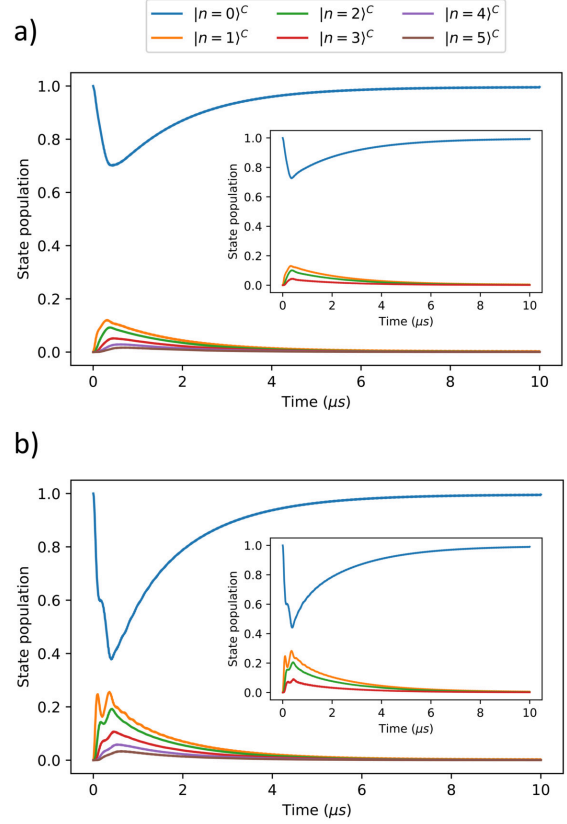 |n = 0⟩^C |n = 2⟩^C |n = 4⟩^C
|n = 1⟩^C |n = 3⟩^C |n = 5⟩^C
a)
State population
1.0
0.8
0.6
0.4
0.2
0.0
0 2 4 6 8 10
Time (μs)
State population
1.0
0.8
0.6
0.4
0.2
0.0
0 2 4 6 8 10
Time (μs)
b)
State population
1.0
0.8
0.6
0.4
0.2
0.0
0 2 4 6 8 10
Time (μs)
State population
1.0
0.8
0.6
0.4
0.2
0.0
0 2 4 6 8 10
Time (μs)